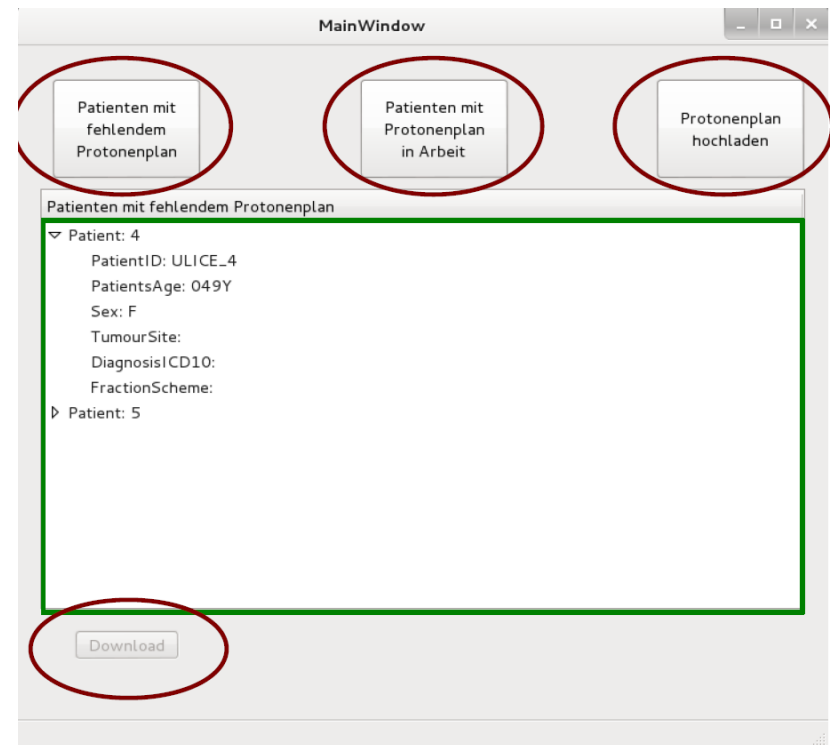 MainWindow
Patienten mit
fehlendem
Protonenplan
Patienten mit
Protonenplan
in Arbeit
Protonenplan
hochladen
Patienten mit fehlendem Protonenplan
Patient: 4
PatientID: ULICE_4
PatientsAge: 049Y
Sex: F
TumourSite:
DiagnosisICD10:
FractionScheme:
Patient: 5
Download